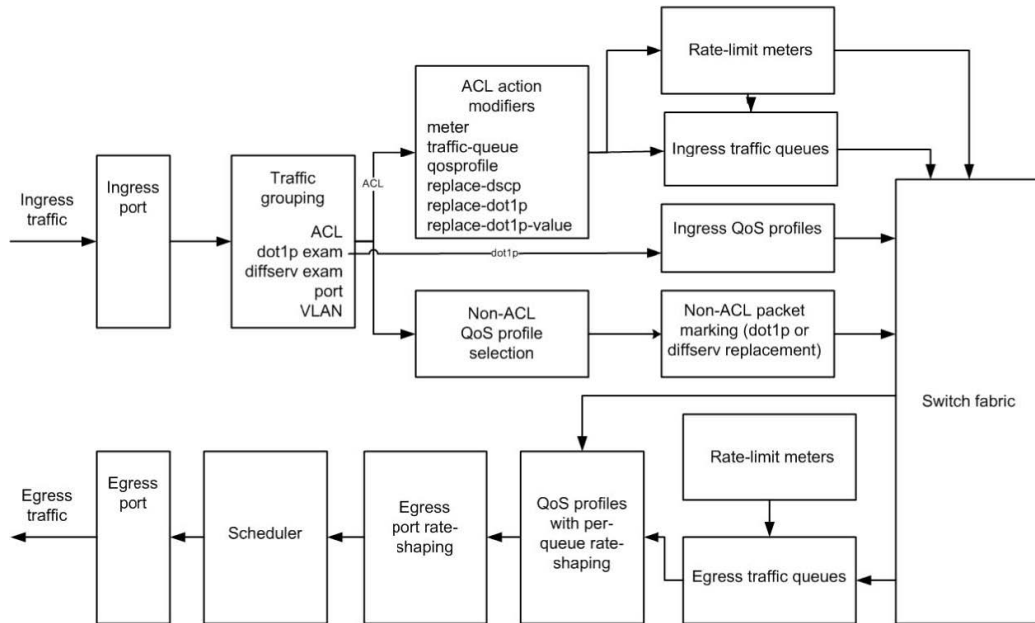 Rate-limit meters
ACL action
modifiers
meter
traffic-queue
qosprofile
replace-dscp
replace-dot1p
replace-dot1p-value
Ingress traffic queues
Ingress
traffic
Ingress
port
Traffic
grouping
ACL
dot1p exam
diffserv exam
port
VLAN
ACL
dot1p
Ingress QoS profiles
Non-ACL
QoS profile
selection
Non-ACL packet
marking (dot1p or
diffserv replacement)
Switch fabric
Rate-limit meters
Egress
traffic
Egress
port
Scheduler
Egress
port rate-
shaping
QoS profiles
with per-
queue rate-
shaping
Egress traffic queues